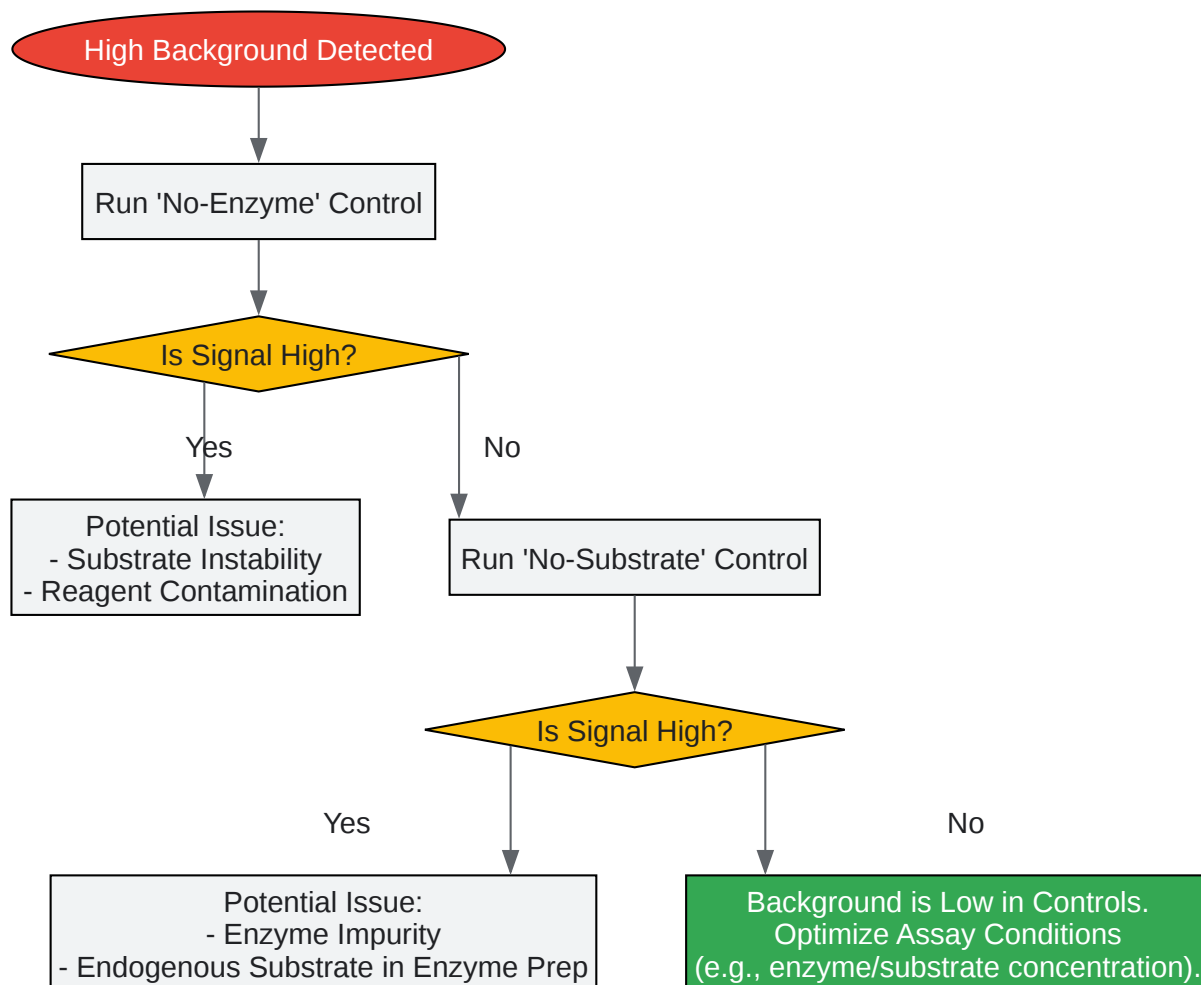 High Background Detected
Run 'No-Enzyme' Control
Is Signal High?
Yes
No
Potential Issue:
- Substrate Instability
- Reagent Contamination
Run 'No-Substrate' Control
Is Signal High?
Yes
No
Potential Issue:
- Enzyme Impurity
- Endogenous Substrate in Enzyme Prep
Background is Low in Controls.
Optimize Assay Conditions
(e.g., enzyme/substrate concentration).